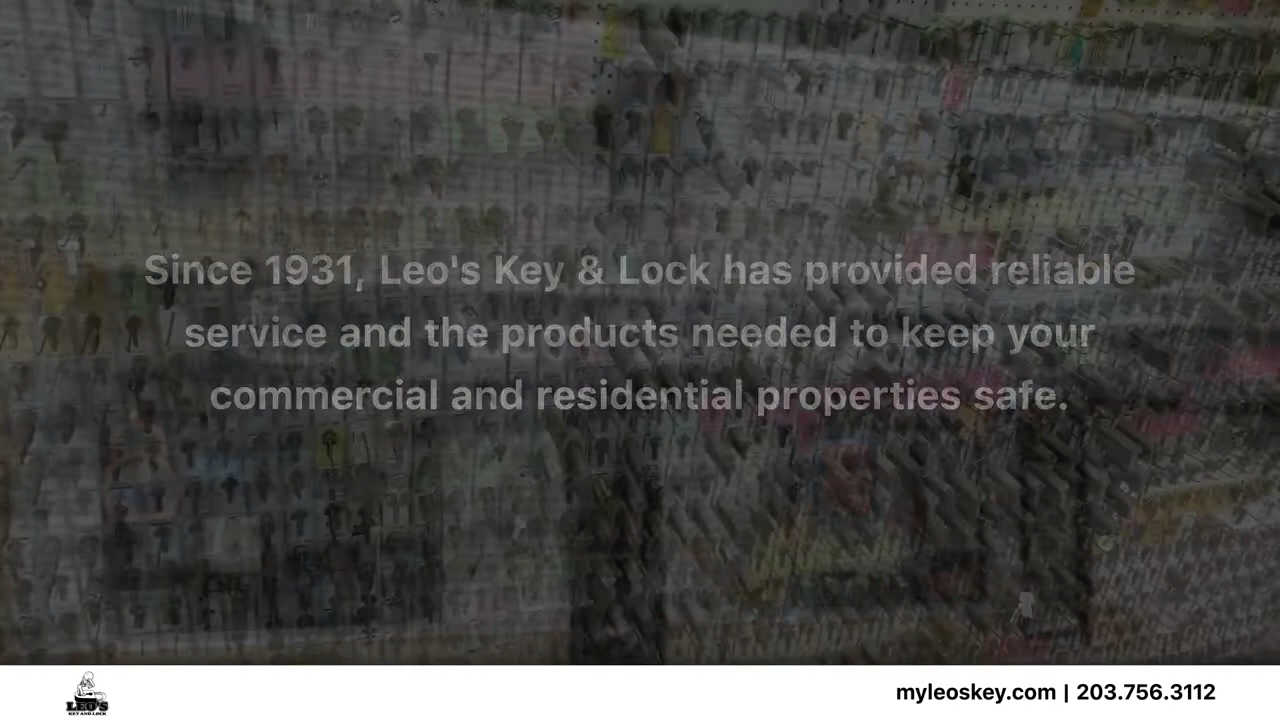 Since 1931, Leo's Key & Lock has provided reliable
service and the products needed to keep your
commercial and residential properties safe.
LEO'S
KEY AND LOCK
myleoskey.com | 203.756.3112